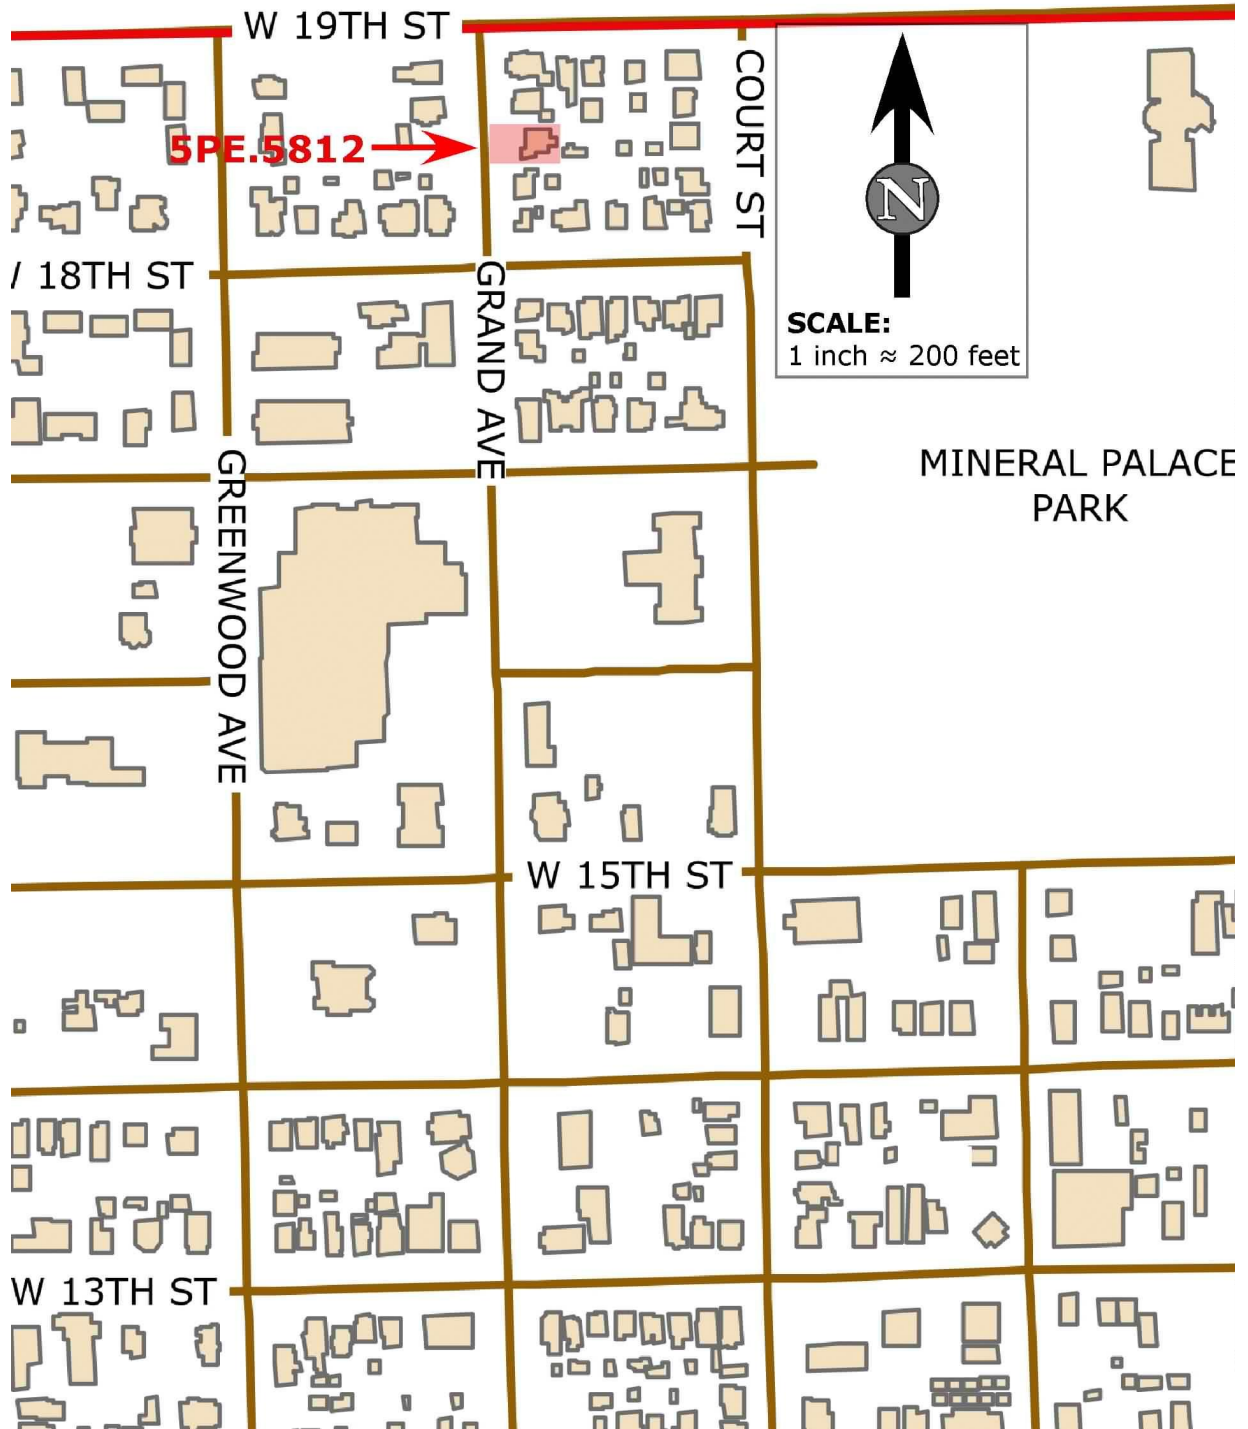 W 19TH ST
COURT ST
5PE.5812
N
W 18TH ST
GRAND AVE
SCALE:
1 inch ≈ 200 feet
GREENWOOD AVE
MINERAL PALACE
PARK
W 15TH ST
W 13TH ST